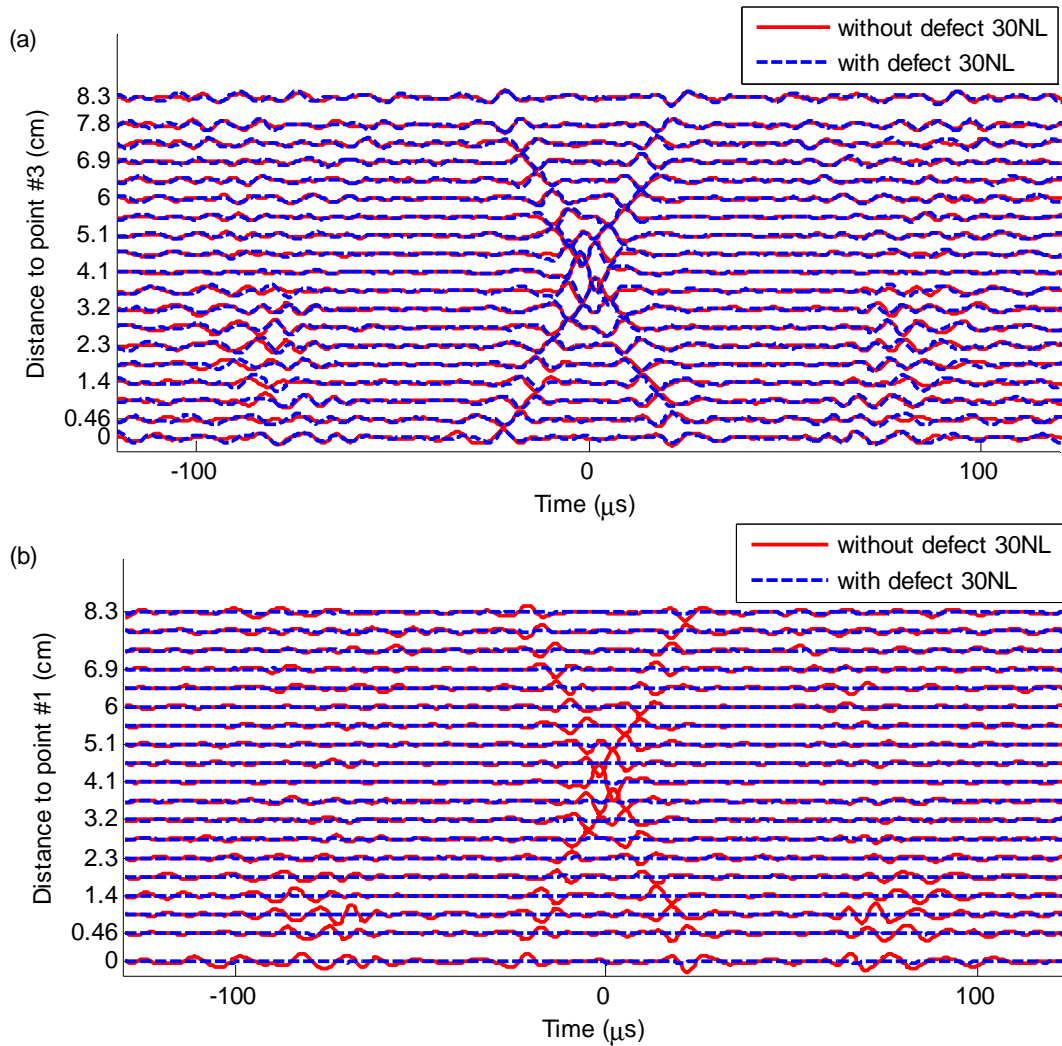 (a)
without defect 30NL
with defect 30NL
Distance to point #3 (cm)
8.3
7.8
6.9
6
5.1
4.1
3.2
2.3
1.4
0.46
0
-100
0
100
Time (μs)
(b)
without defect 30NL
with defect 30NL
Distance to point #1 (cm)
8.3
6.9
6
5.1
4.1
3.2
2.3
1.4
0.46
0
-100
0
100
Time (μs)